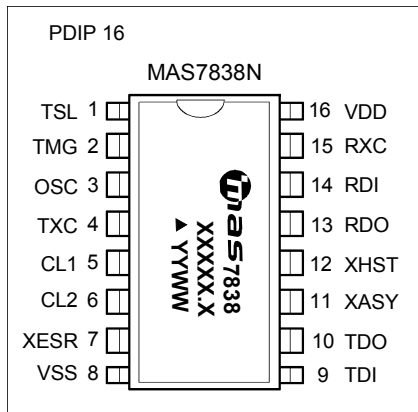 PDIP 16
MAS7838N
TSL 1
TMG 2
OSC 3
TXC 4
CL1 5
CL2 6
XESR 7
VSS 8
16 VDD
15 RXC
14 RDI
13 RDO
12 XHST
11 XASY
10 TDO
9 TDI
mas7838
XXXXXX.X
▲ YYWW